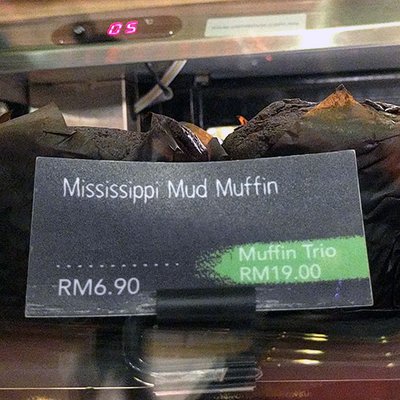 05
Mississippi Mud Muffin
Muffin Trio
RM6.90
RM19.00